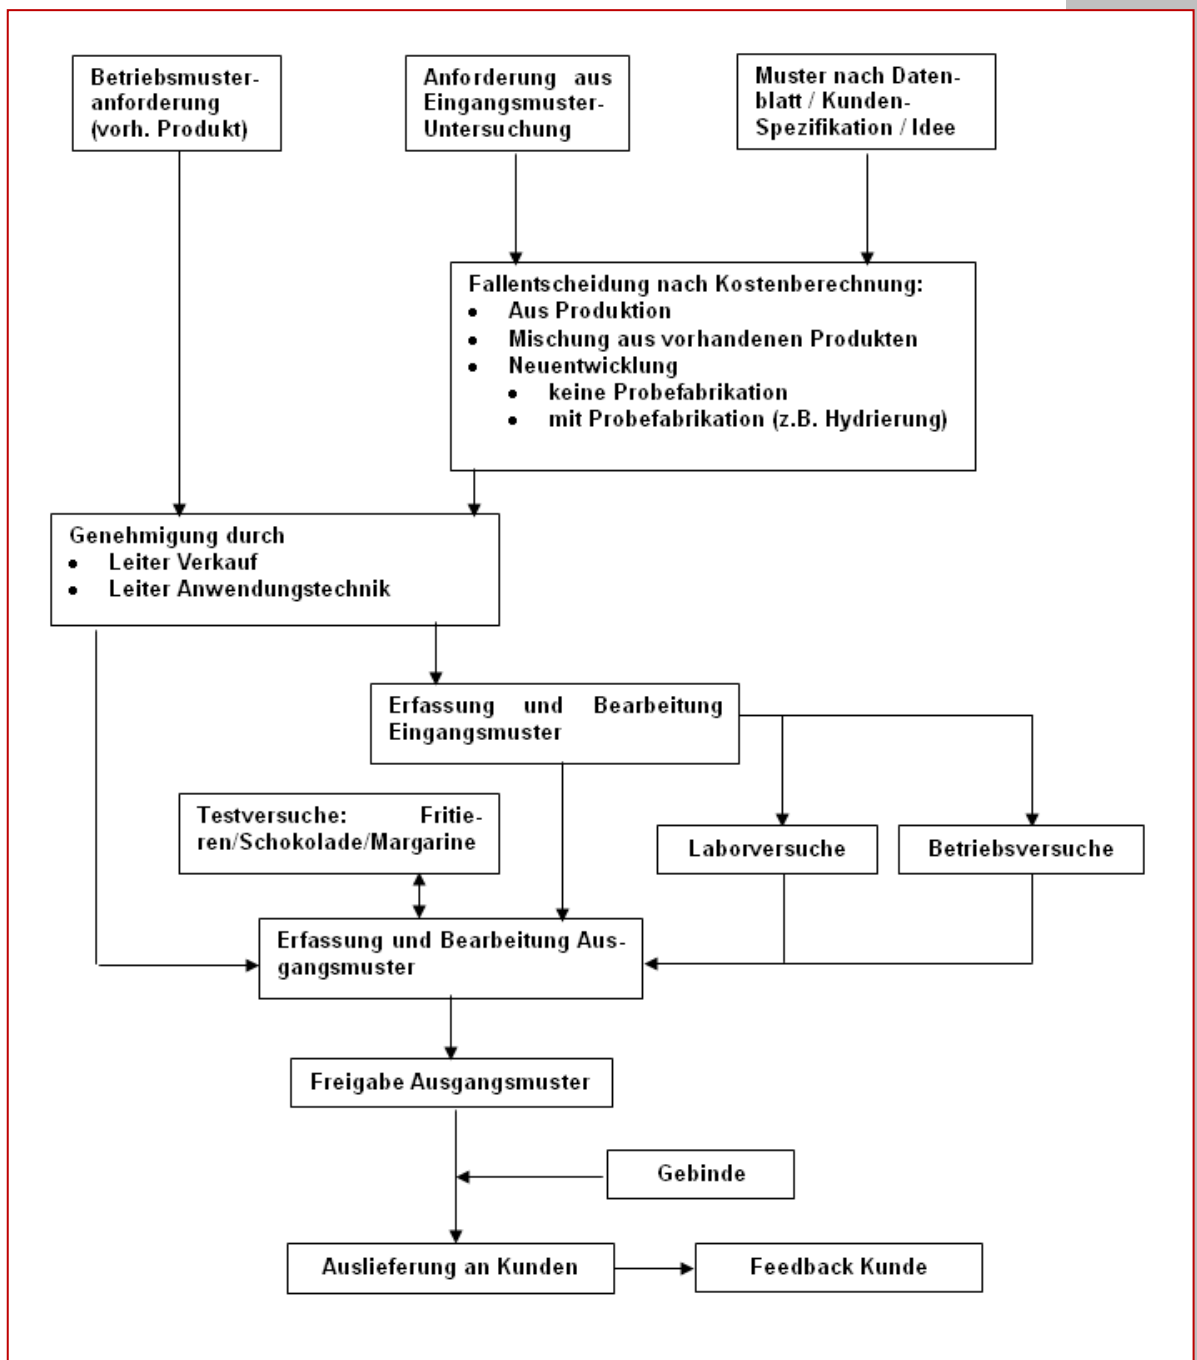 Betriebsmuster-
anforderung
(vorh. Produkt)
Anforderung aus
Eingangsmuster-
Untersuchung
Muster nach Daten-
blatt / Kunden-
Spezifikation / Idee
Fallentscheidung nach Kostenberechnung:
• Aus Produktion
• Mischung aus vorhandenen Produkten
• Neuentwicklung
• keine Probefabrikation
• mit Probefabrikation (z.B. Hydrierung)
Genehmigung durch
• Leiter Verkauf
• Leiter Anwendungstechnik
Erfassung und Bearbeitung
Eingangsmuster
Testversuche: Fritie-
ren/Schokolade/Margarine
Laborversuche
Betriebsversuche
Erfassung und Bearbeitung Aus-
gangsmuster
Freigabe Ausgangsmuster
Gebinde
Auslieferung an Kunden
Feedback Kunde